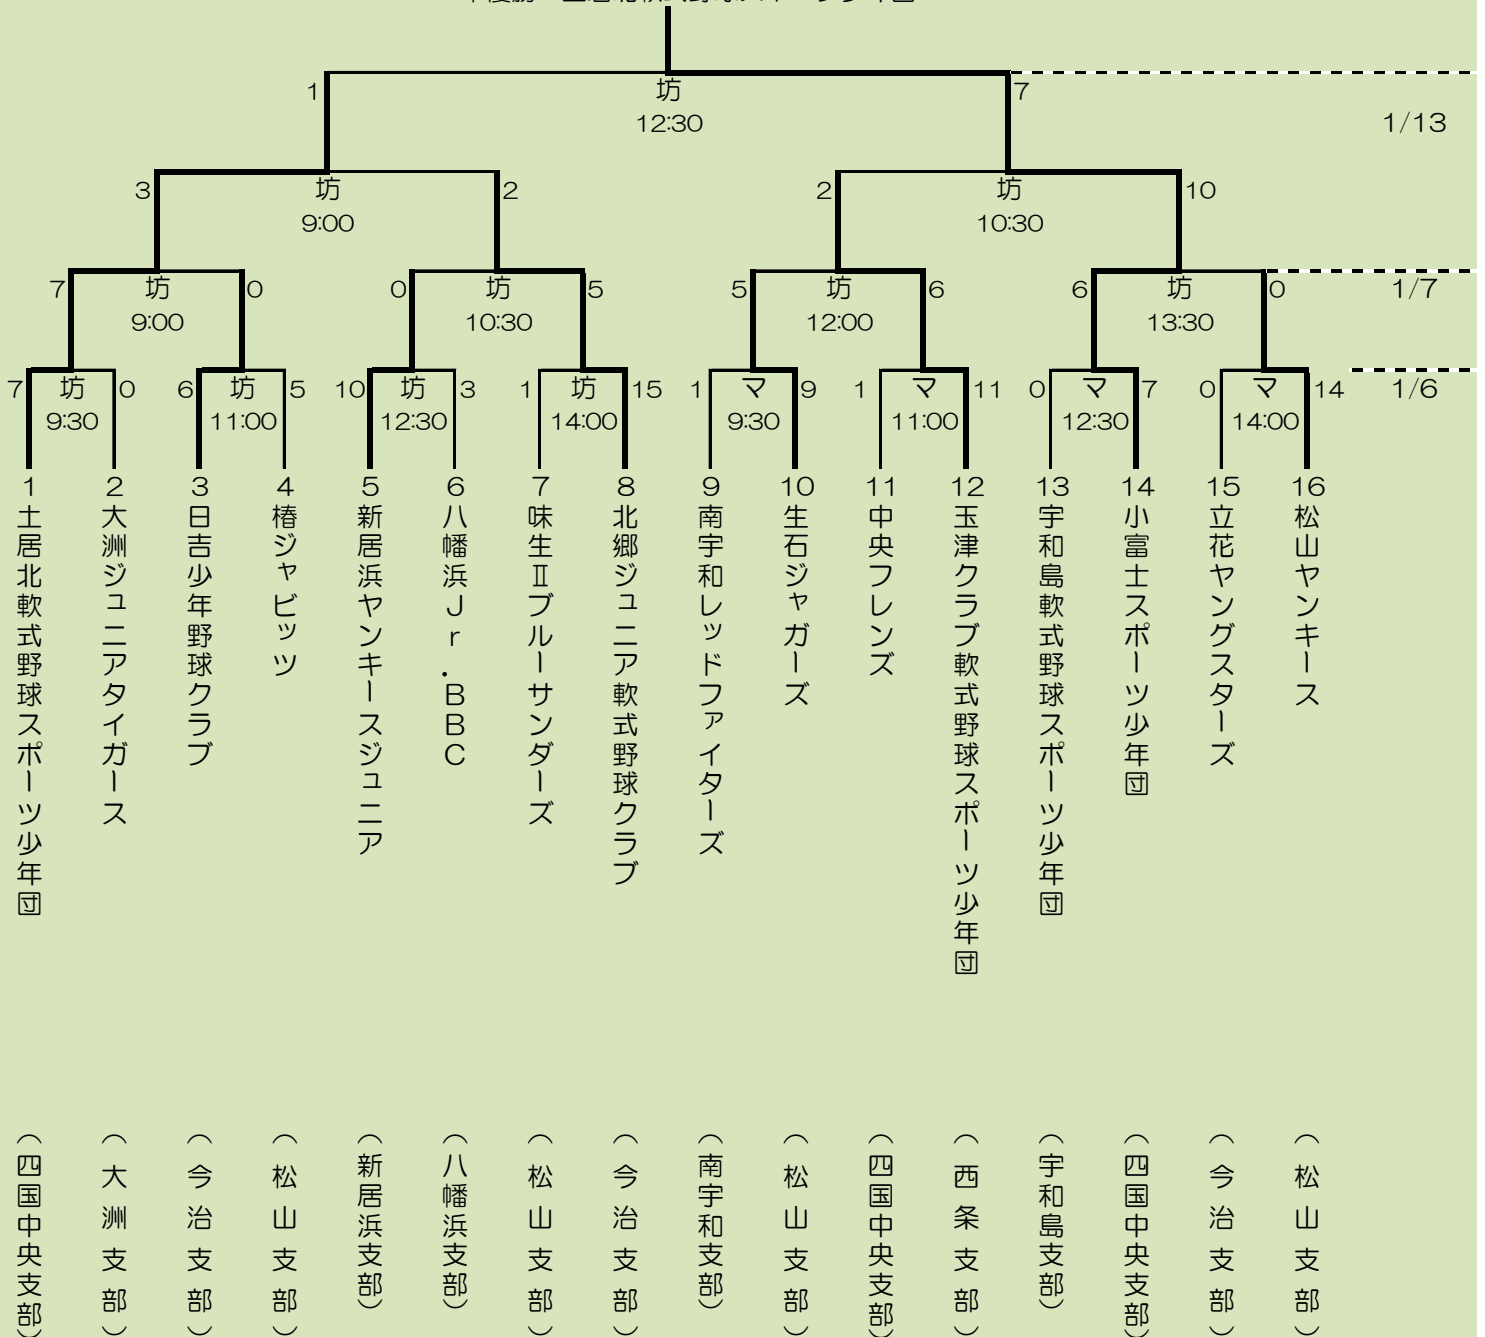 1 坊 7
12:30
1/13
3 坊 2 2 坊 10
9:00 10:30
7 坊 0 0 坊 5 5 坊 6 6 坊 0 1/7
9:00 10:30 12:00 13:30
7 坊 0 6 坊 5 10 坊 3 1 坊 15 1 マ 9 1 マ 11 0 マ 7 0 マ 14 1/6
9:30 11:00 12:30 14:00 9:30 11:00 12:30 14:00
1 2 3 4 5 6 7 8 9 10 11 12 13 14 15 16
土居北軟式野球スポーツ少年団
大洲ジュニアタイガース
日吉少年野球クラブ
椿ジャビッツ
新居浜ヤンキースジュニア
八幡浜Jr.BBC
味生Ⅱブルーサンダーズ
北郷ジュニア軟式野球クラブ
南宇和レッドファイターズ
生石ジャガーズ
中央フレンズ
玉津クラブ軟式野球スポーツ少年団
宇和島軟式野球スポーツ少年団
小富士スポーツ少年団
立花ヤングスターズ
松山ヤンキース
(四国中央支部)
(大洲支部)
(今治支部)
(松山支部)
(新居浜支部)
(八幡浜支部)
(松山支部)
(今治支部)
(南宇和支部)
(松山支部)
(四国中央支部)
(西条支部)
(宇和島支部)
(四国中央支部)
(今治支部)
(松山支部)